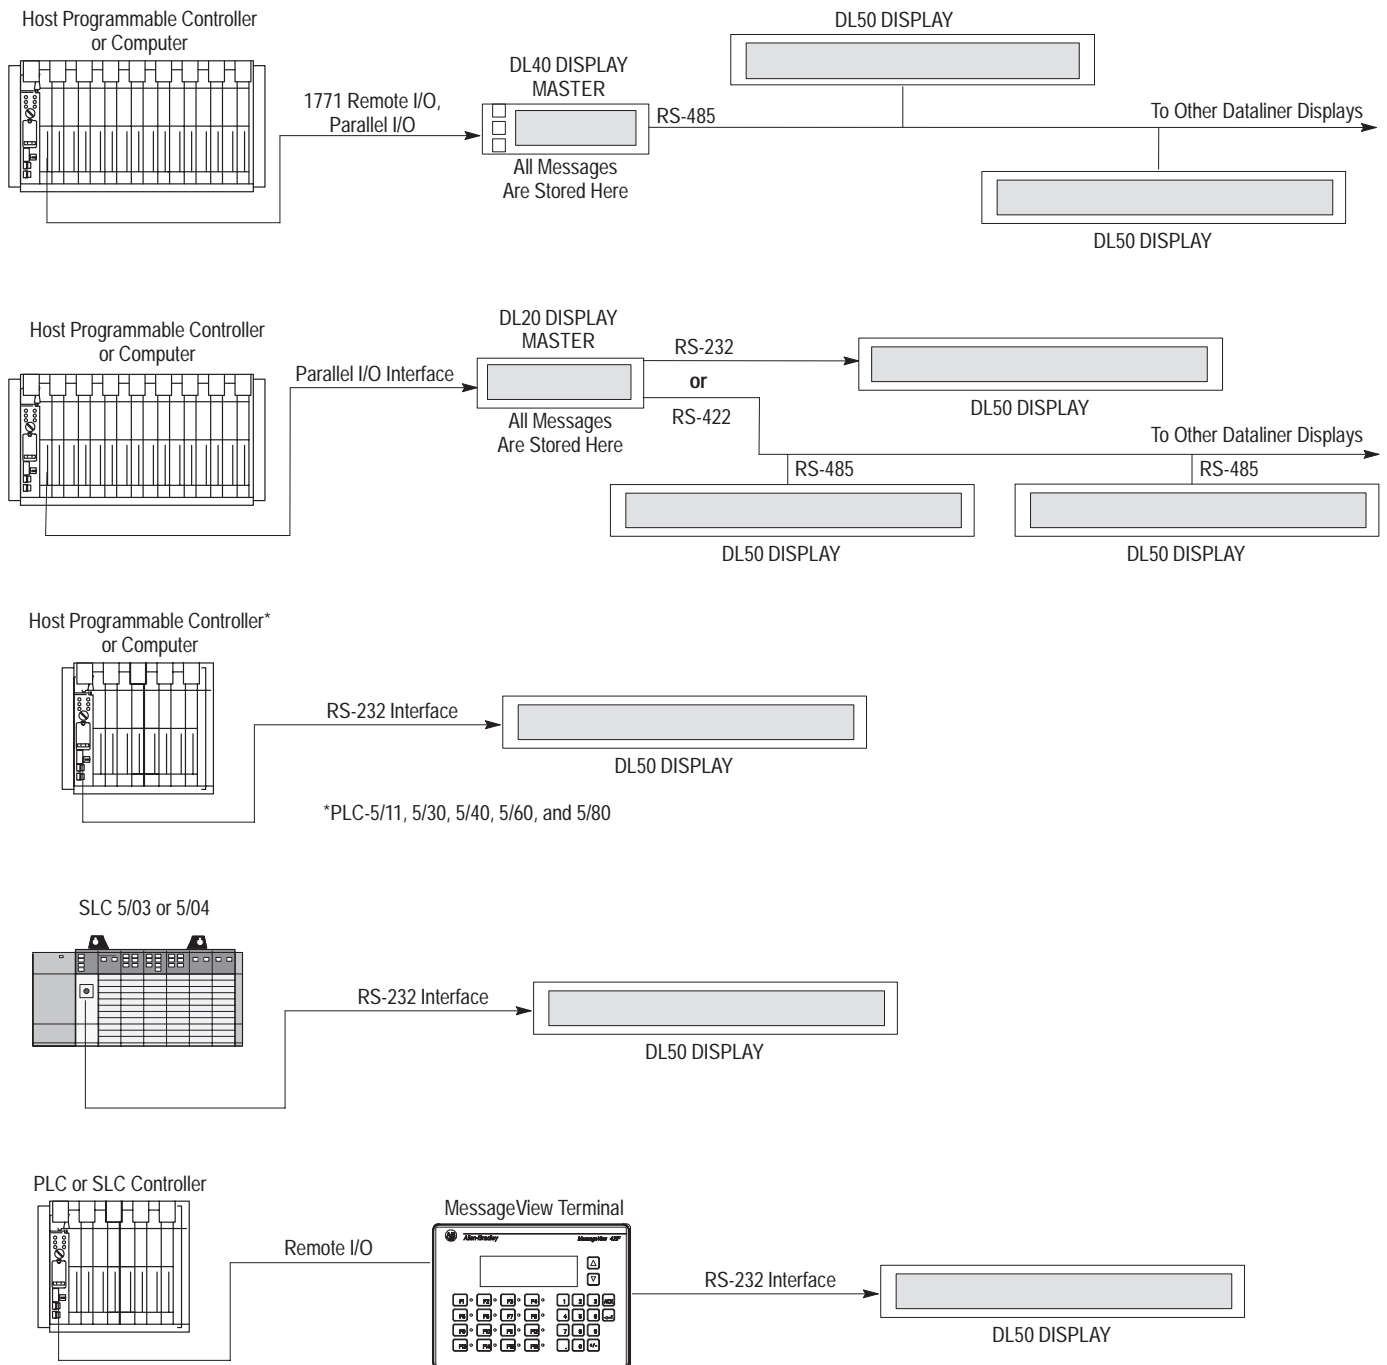 Host Programmable Controller
or Computer
1771 Remote I/O,
Parallel I/O
DL40 DISPLAY
MASTER
All Messages
Are Stored Here
RS-485
DL50 DISPLAY
To Other Dataliner Displays
DL50 DISPLAY
Host Programmable Controller
or Computer
Parallel I/O Interface
DL20 DISPLAY
MASTER
All Messages
Are Stored Here
RS-232
or
RS-422
DL50 DISPLAY
To Other Dataliner Displays
RS-485
RS-485
DL50 DISPLAY
DL50 DISPLAY
Host Programmable Controller*
or Computer
RS-232 Interface
DL50 DISPLAY
*PLC-5/11, 5/30, 5/40, 5/60, and 5/80
SLC 5/03 or 5/04
RS-232 Interface
DL50 DISPLAY
PLC or SLC Controller
Remote I/O
MessageView Terminal
Allen-Bradley
MessageView
RS-232 Interface
DL50 DISPLAY